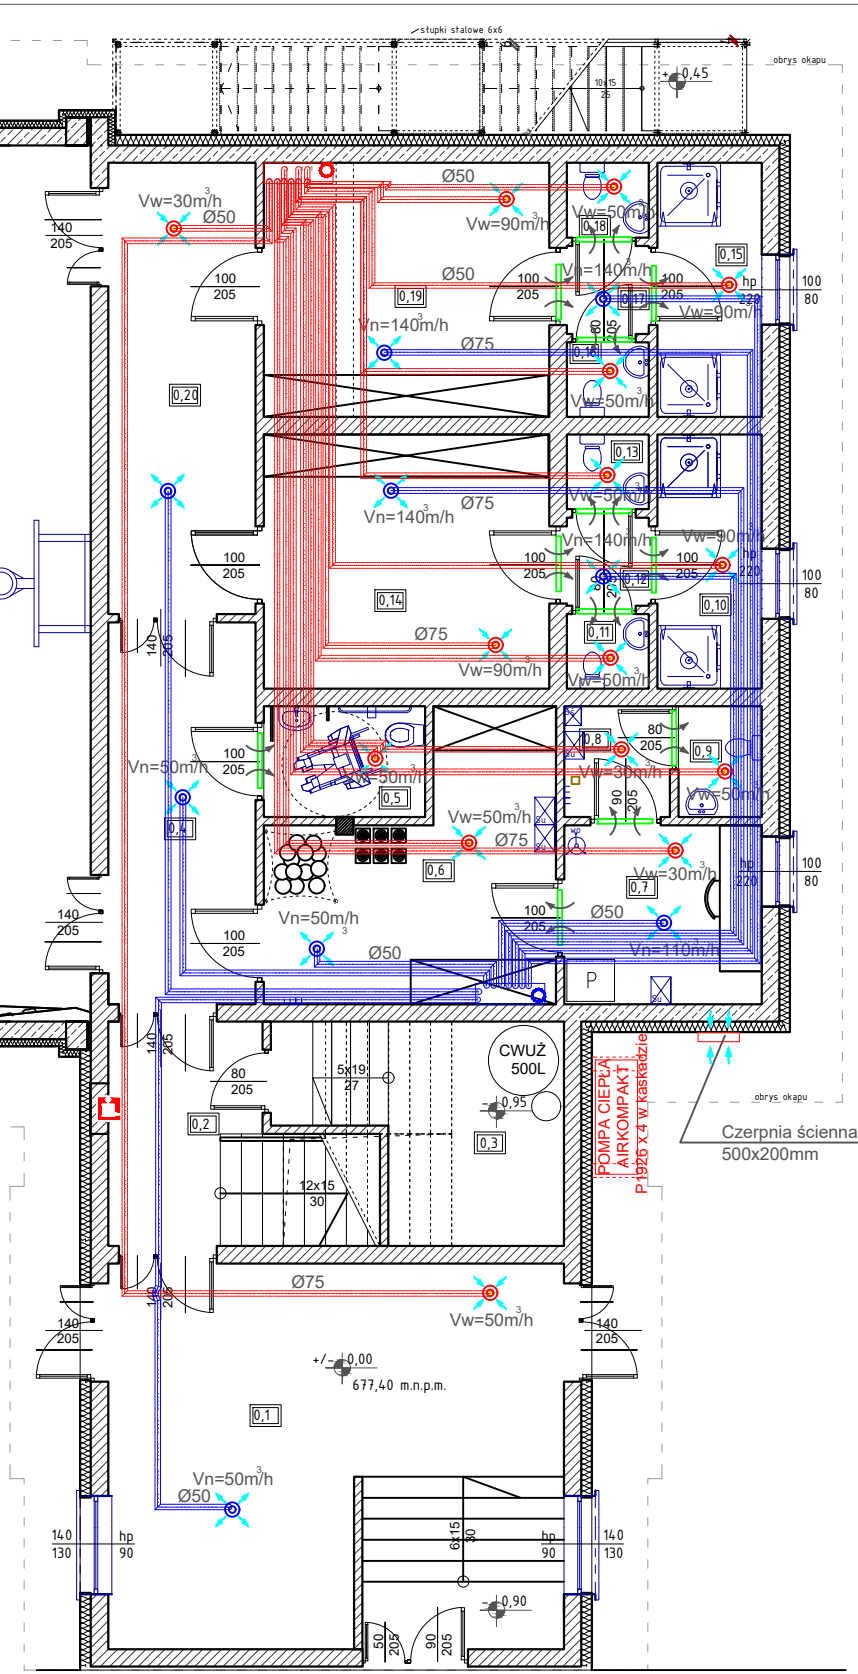 słupki stalowe 6x6
obrys okapu
+ 0,45
10x15
25
Vw=30m³/h
Ø50
140
205
Ø50
Vw=90m³/h
Vw=50m³/h
0,18
0,15
100
205
Ø50
0,19
100
205
Vn=140m³/h
0,17
100
205
hp
220
100
80
Vw=90m³/h
Vn=140m³/h
Ø75
80
205
0,16
0,20
Vw=50m³/h
0,13
Vw=50m³/h
Vn=140m³/h
Ø75
Vn=140m³/h
Vw=90m³/h
100
205
100
205
0,12
100
205
hp
220
100
80
0,14
0,10
0,11
140
205
Ø75
Vw=90m³/h
Vw=50m³/h
0,8
80
205
0,9
100
205
Vn=50m³/h
Vw=50m³/h
Vw=30m³/h
Vw=50m³/h
0,5
90
205
0,4
Vw=50m³/h
Ø75
Su
Su
0,6
Vw=30m³/h
hp
220
100
80
0,7
140
205
100
205
Vn=50m³/h
Ø50
100
205
Ø50
Vn=110m³/h
P
Su
140
205
CWUŻ
500L
80
205
5x19
27
- 0,95
0,2
0,3
POMPA CIEPŁA
AIRKOMPAKT
P1926 x 4 w kaskadzie
obrys okapu
Czerpnia ścienna
500x200mm
12x15
30
Ø75
140
205
Vw=50m³/h
140
205
140
205
+/- 0,00
677,40 m.n.p.m.
0,1
Vn=50m³/h
Ø50
140
130
hp
90
6x15
30
hp
90
140
130
- 0,90
50
205
90
205